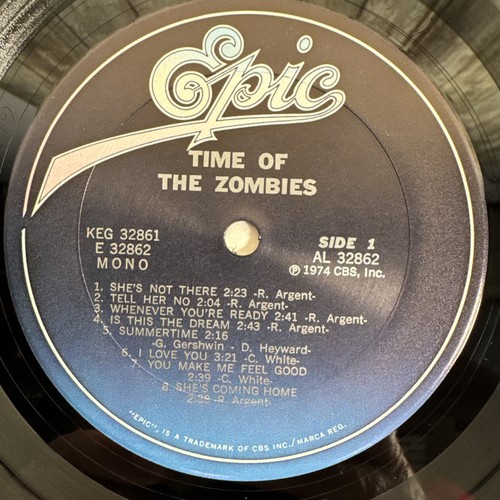 Epic
TIME OF
THE ZOMBIES
KEG 32861
E 32862
MONO
SIDE 1
AL 32862
℗ 1974 CBS, Inc.
1. SHE'S NOT THERE 2:23 -R. Argent-
2. TELL HER NO 2:04 -R. Argent-
3. WHENEVER YOU'RE READY 2:41 -R. Argent-
4. IS THIS THE DREAM 2:43 -R. Argent-
5. SUMMERTIME 2:16
-G. Gershwin - D. Heyward-
6. I LOVE YOU 3:21 -C. White-
7. YOU MAKE ME FEEL GOOD
2:39 -C. White-
8. SHE'S COMING HOME
2:28 -R. Argent-
"EPIC", IS A TRADEMARK OF CBS INC./MARCA REG.